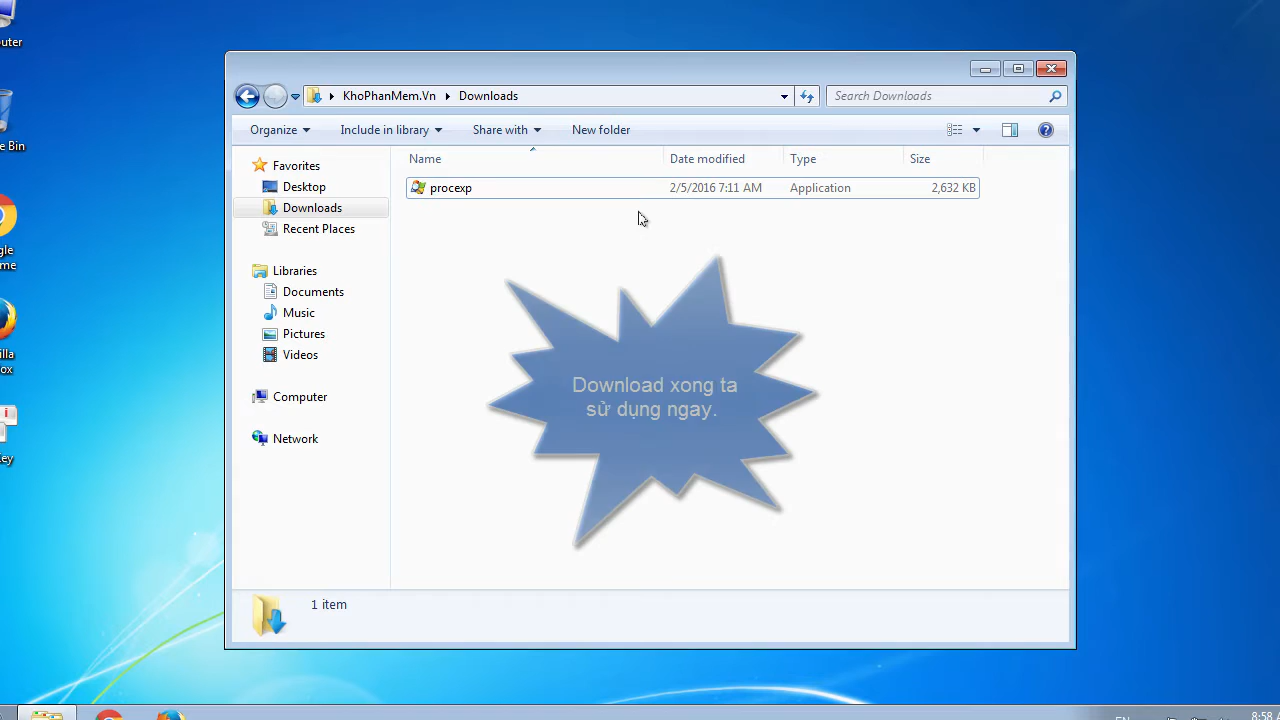 uter
KhoPhanMem.Vn
Downloads
Search Downloads
Organize
Include in library
Share with
New folder
e Bin
gle
me
lla
ox
ey
Favorites
Desktop
Downloads
Recent Places
Libraries
Documents
Music
Pictures
Videos
Computer
Network
Name
Date modified
Type
Size
procexp
2/5/2016 7:11 AM
Application
2,632 KB
Download xong ta
sử dụng ngay.
1 item
EN
8:58